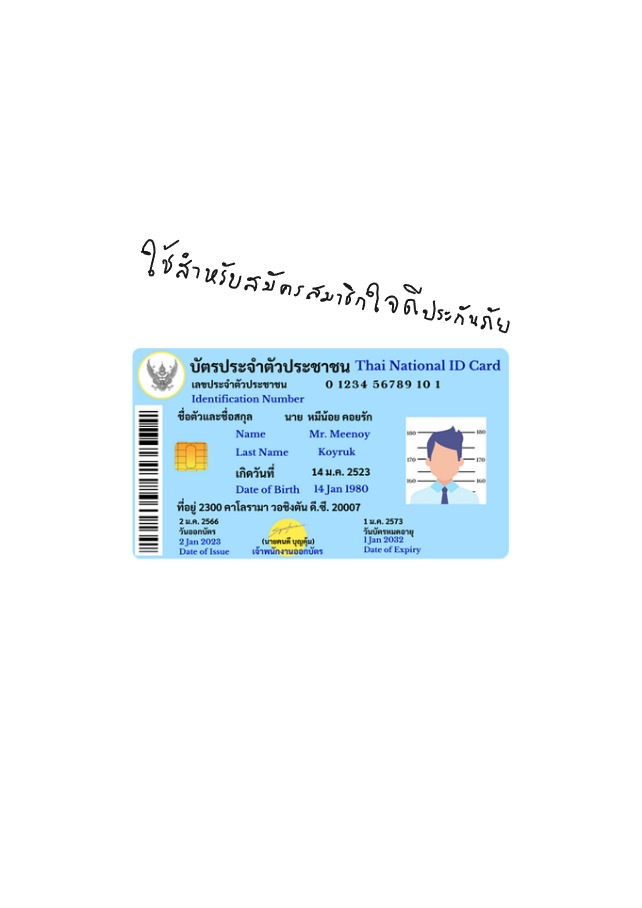 ใช้สำหรับสมัครสมาชิกใจดีประกันภัย
บัตรประจำตัวประชาชน Thai National ID Card
เลขประจำตัวประชาชน 0 1234 56789 10 1
Identification Number
ชื่อตัวและชื่อสกุล นาย หมีน้อย คอยรัก
Name Mr. Meenoy
Last Name Koyruk
เกิดวันที่ 14 ม.ค. 2523
Date of Birth 14 Jan 1980
ที่อยู่ 2300 คาโลรามา วอชิงตัน ดี.ซี. 20007
2 ม.ค. 2566
วันออกบัตร
2 Jan 2023
Date of Issue
(นายคนดี บุญคุ้ม)
เจ้าพนักงานออกบัตร
1 ม.ค. 2573
วันบัตรหมดอายุ
1 Jan 2032
Date of Expiry
180 180
170 170
160 160